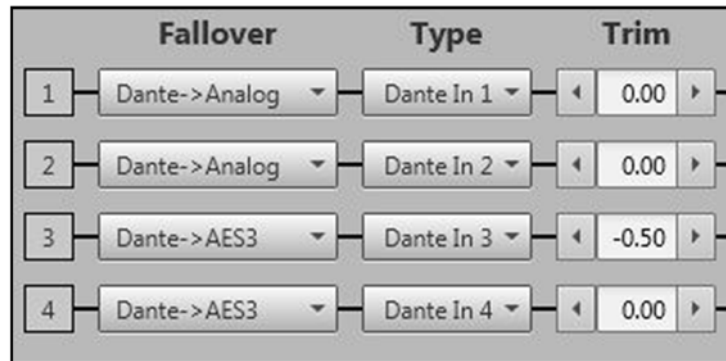 Fallover Type Trim
1 Dante->Analog Dante In 1 0.00
2 Dante->Analog Dante In 2 0.00
3 Dante->AES3 Dante In 3 -0.50
4 Dante->AES3 Dante In 4 0.00